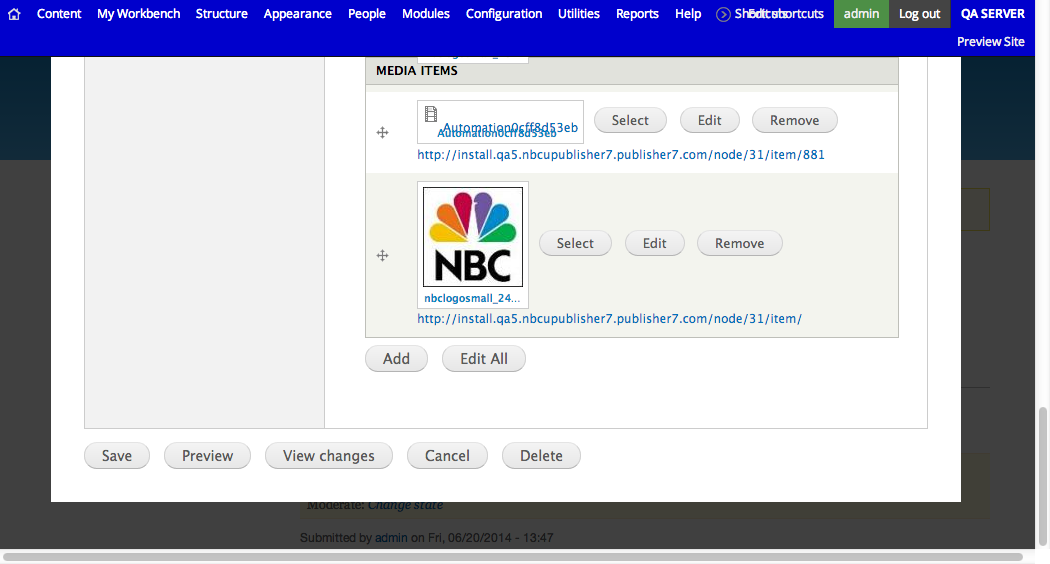 Content My Workbench Structure Appearance People Modules Configuration Utilities Reports Help Shortcuts Edit shortcuts admin Log out QA SERVER
Preview Site
MEDIA ITEMS
Automation0cff8d53eb
Automation0cff8d53eb
Select Edit Remove
http://install.qa5.nbcupublisher7.publisher7.com/node/31/item/881
NBC
Select Edit Remove
nbclogosmall_24...
http://install.qa5.nbcupublisher7.publisher7.com/node/31/item/
Add Edit All
Save Preview View changes Cancel Delete
Moderate: Change state
Submitted by admin on Fri, 06/20/2014 - 13:47